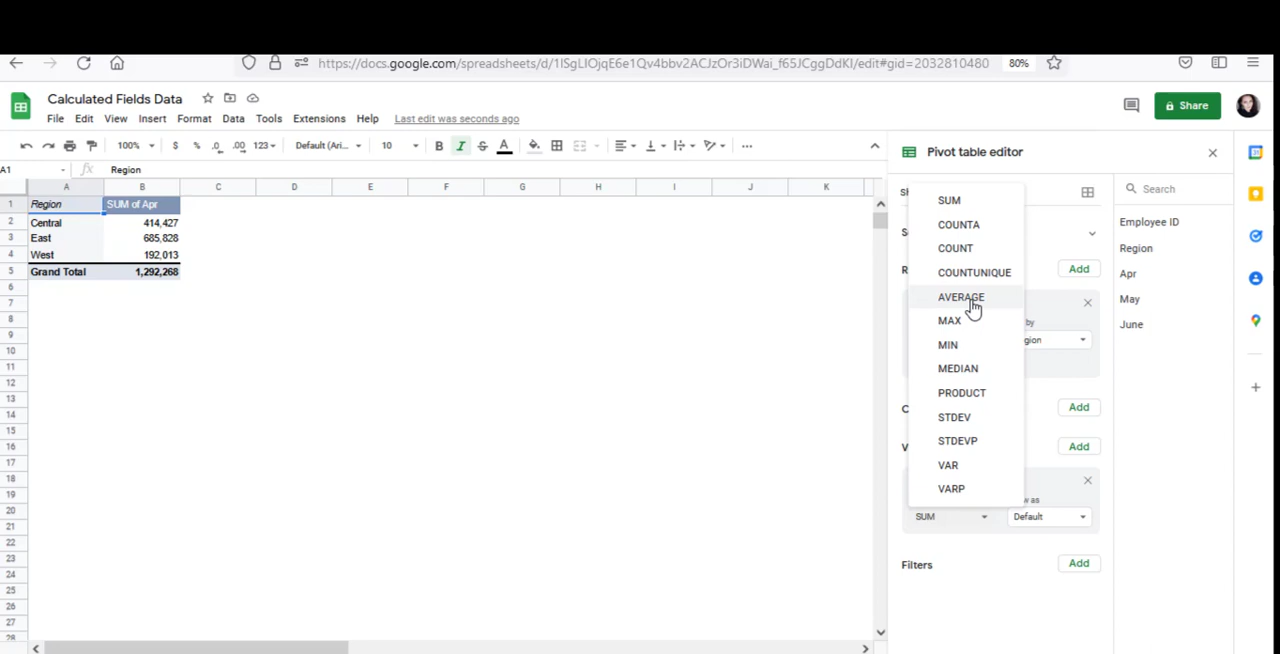 https://docs.google.com/spreadsheets/d/1lSgLIOjqE6e1Qv4bbv2ACJzOr3iDWai_f65JCggDdKI/edit#gid=2032810480 80%
Calculated Fields Data
File Edit View Insert Format Data Tools Extensions Help Last edit was seconds ago
Share
100% $ % .0 .00 123 Default (Ari... 10 B I S A ...
A1 fx Region
A B C D E F G H I J K
1 Region SUM of Apr
2 Central 414,427
3 East 685,828
4 West 192,013
5 Grand Total 1,292,268
6
7
8
9
10
11
12
13
14
15
16
17
18
19
20
21
22
23
24
25
26
27
28
Pivot table editor
Search
SUM
COUNTA
COUNT
COUNTUNIQUE
AVERAGE
MAX
MIN
MEDIAN
PRODUCT
STDEV
STDEVP
VAR
VARP
Add
by
gion
Add
Add
w as
SUM Default
Filters Add
Employee ID
Region
Apr
May
June